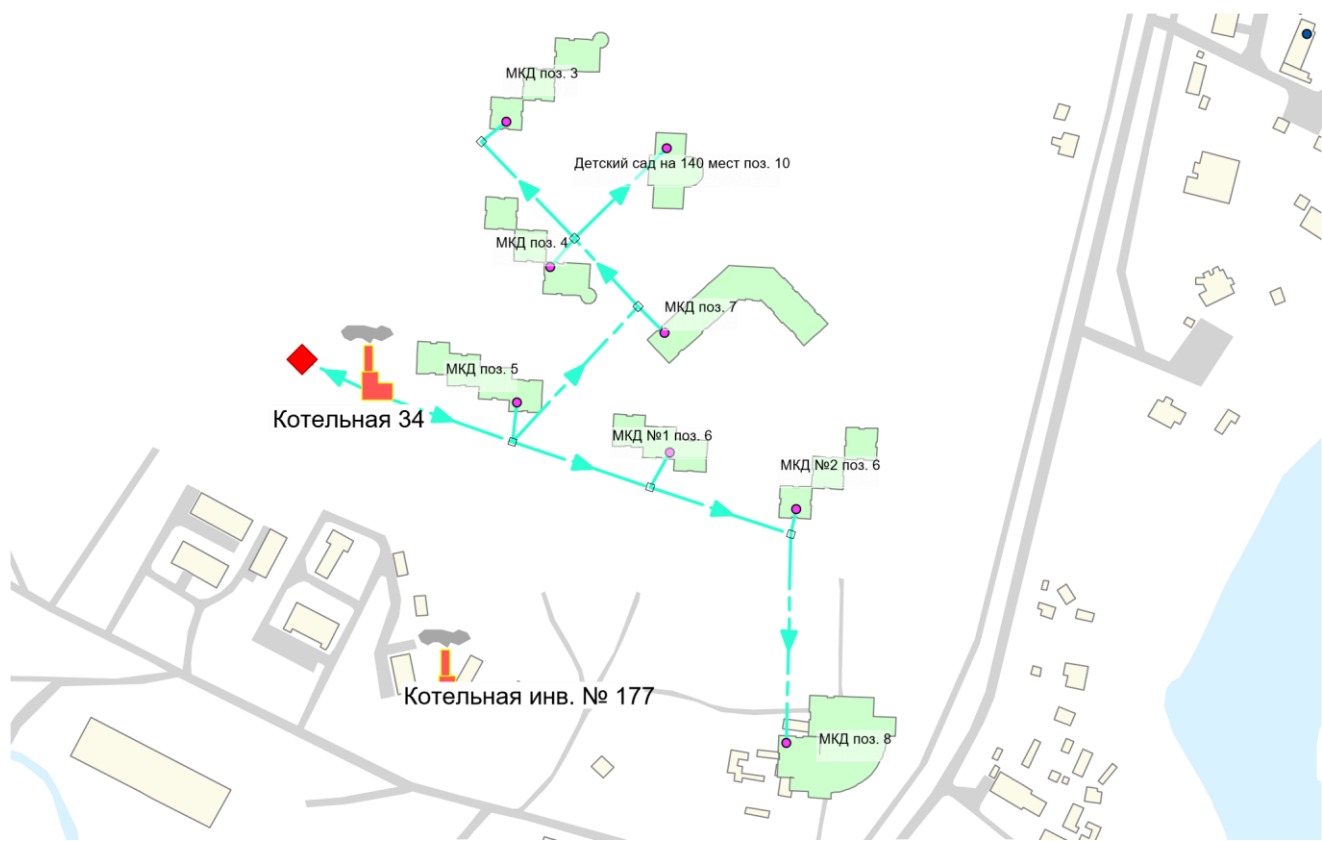 МКД поз. 3
Детский сад на 140 мест поз. 10
МКД поз. 4
МКД поз. 7
МКД поз. 5
Котельная 34
МКД №1 поз. 6
МКД №2 поз. 6
Котельная инв. № 177
МКД поз. 8